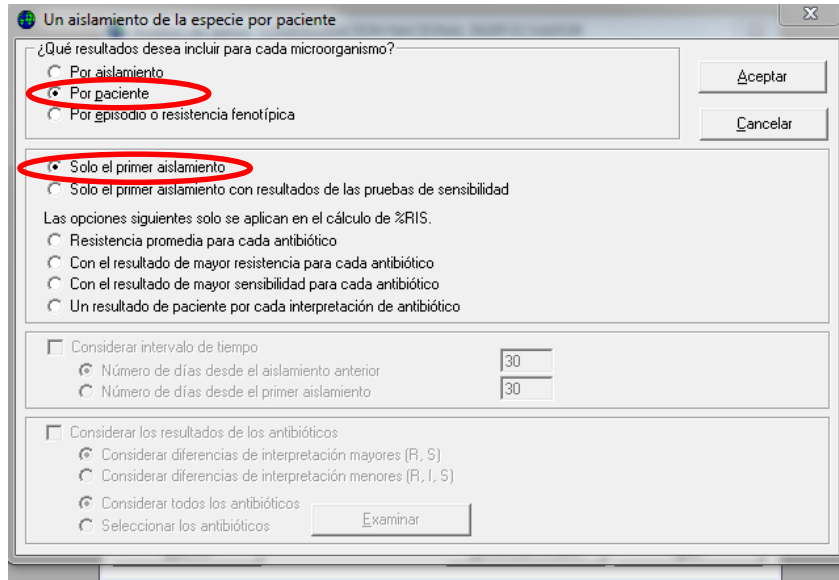 Un aislamiento de la especie por paciente
¿Qué resultados desea incluir para cada microorganismo?
Por aislamiento
Por paciente
Por episodio o resistencia fenotípica
Aceptar
Cancelar
Solo el primer aislamiento
Solo el primer aislamiento con resultados de las pruebas de sensibilidad
Las opciones siguientes solo se aplican en el cálculo de %RIS.
Resistencia promedia para cada antibiótico
Con el resultado de mayor resistencia para cada antibiótico
Con el resultado de mayor sensibilidad para cada antibiótico
Un resultado de paciente por cada interpretación de antibiótico
Considerar intervalo de tiempo
Número de días desde el aislamiento anterior 30
Número de días desde el primer aislamiento 30
Considerar los resultados de los antibióticos
Considerar diferencias de interpretación mayores (R, S)
Considerar diferencias de interpretación menores (R, I, S)
Considerar todos los antibióticos
Seleccionar los antibióticos
Examinar